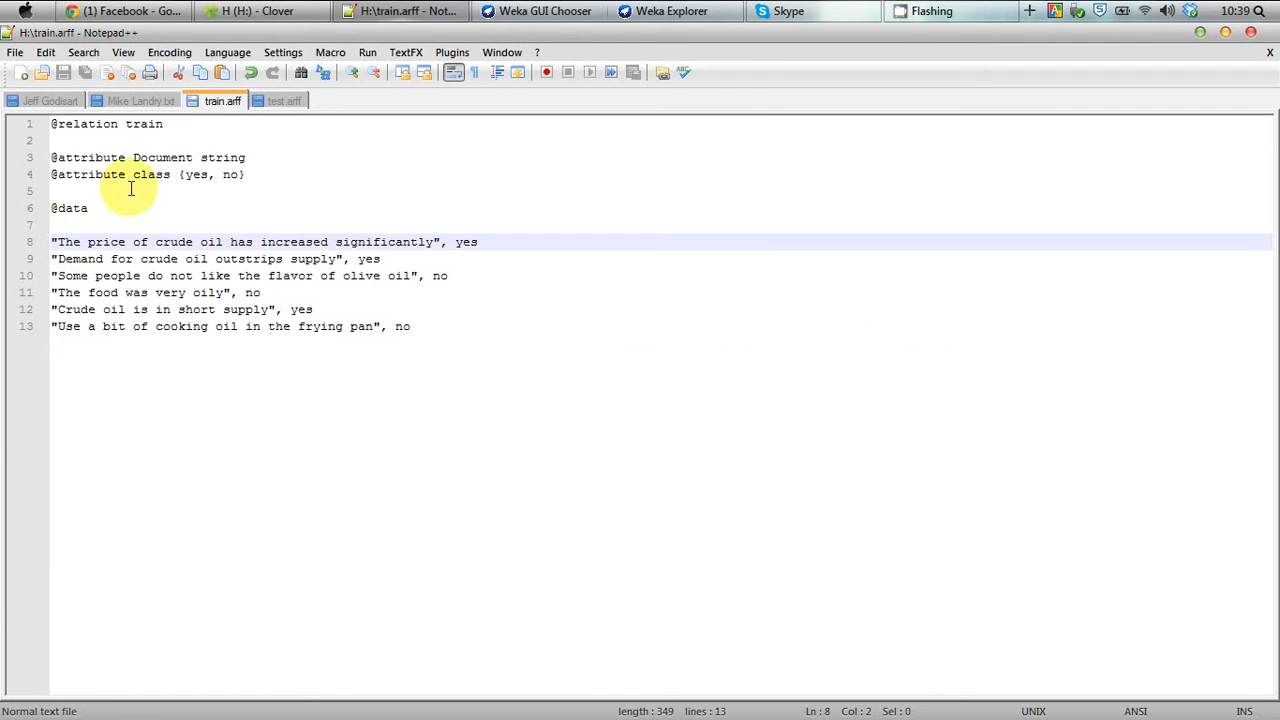 (1) Facebook - Go...
H (H:) - Clover
H:\train.arff - Not...
Weka GUI Chooser
Weka Explorer
Skype
Flashing
10:39
H:\train.arff - Notepad++
File Edit Search View Encoding Language Settings Macro Run TextFX Plugins Window ? X
Jeff Godisart
Mike Landry.txt
train.arff
test.arff
1 @relation train
2
3 @attribute Document string
4 @attribute class {yes, no}
5
6 @data
7
8 "The price of crude oil has increased significantly", yes
9 "Demand for crude oil outstrips supply", yes
10 "Some people do not like the flavor of olive oil", no
11 "The food was very oily", no
12 "Crude oil is in short supply", yes
13 "Use a bit of cooking oil in the frying pan", no
Normal text file
length : 349 lines : 13
Ln : 8 Col : 2 Sel : 0
UNIX
ANSI
INS